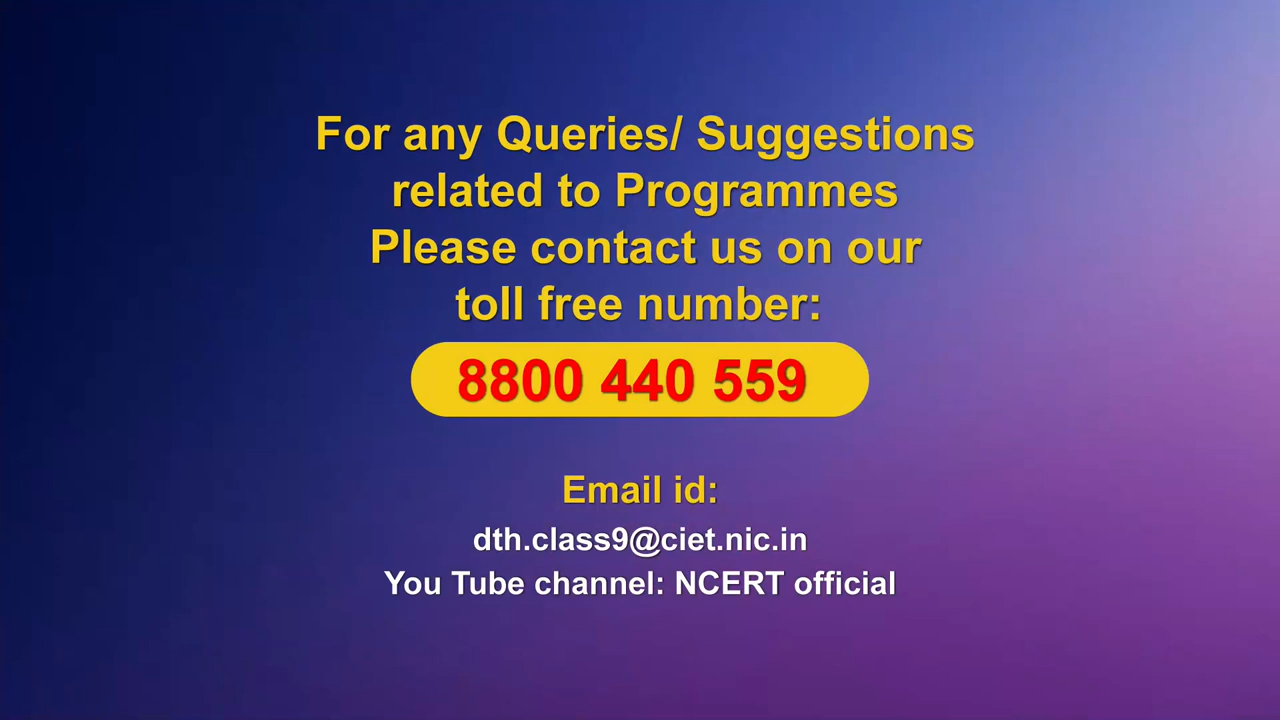 For any Queries/ Suggestions
related to Programmes
Please contact us on our
toll free number:
8800 440 559
Email id:
dth.class9@ciet.nic.in
You Tube channel: NCERT official